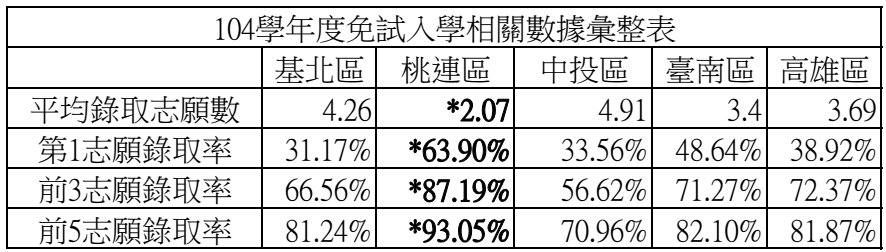 104學年度免試入學相關數據彙整表
基北區 桃連區 中投區 臺南區 高雄區
平均錄取志願數 4.26 *2.07 4.91 3.4 3.69
第1志願錄取率 31.17% *63.90% 33.56% 48.64% 38.92%
前3志願錄取率 66.56% *87.19% 56.62% 71.27% 72.37%
前5志願錄取率 81.24% *93.05% 70.96% 82.10% 81.87%